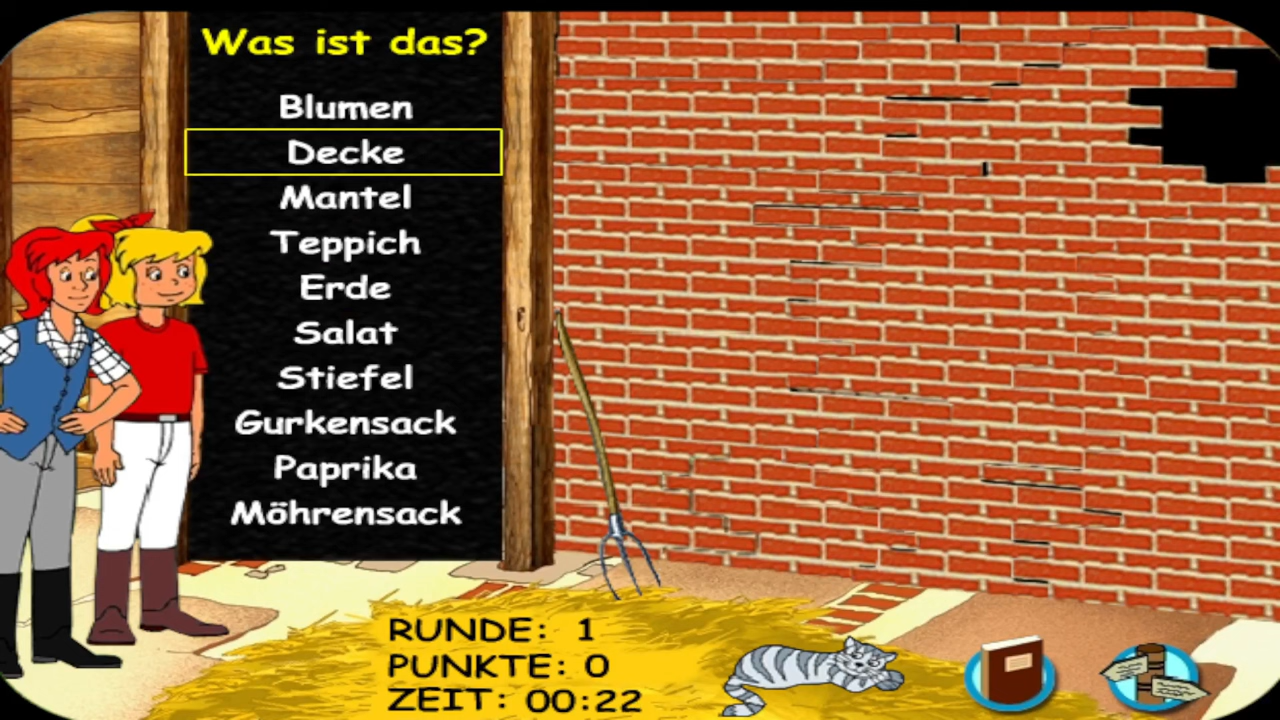 Was ist das?
Blumen
Decke
Mantel
Teppich
Erde
Salat
Stiefel
Gurkensack
Paprika
Möhrensack
RUNDE: 1
PUNKTE: 0
ZEIT: 00:22